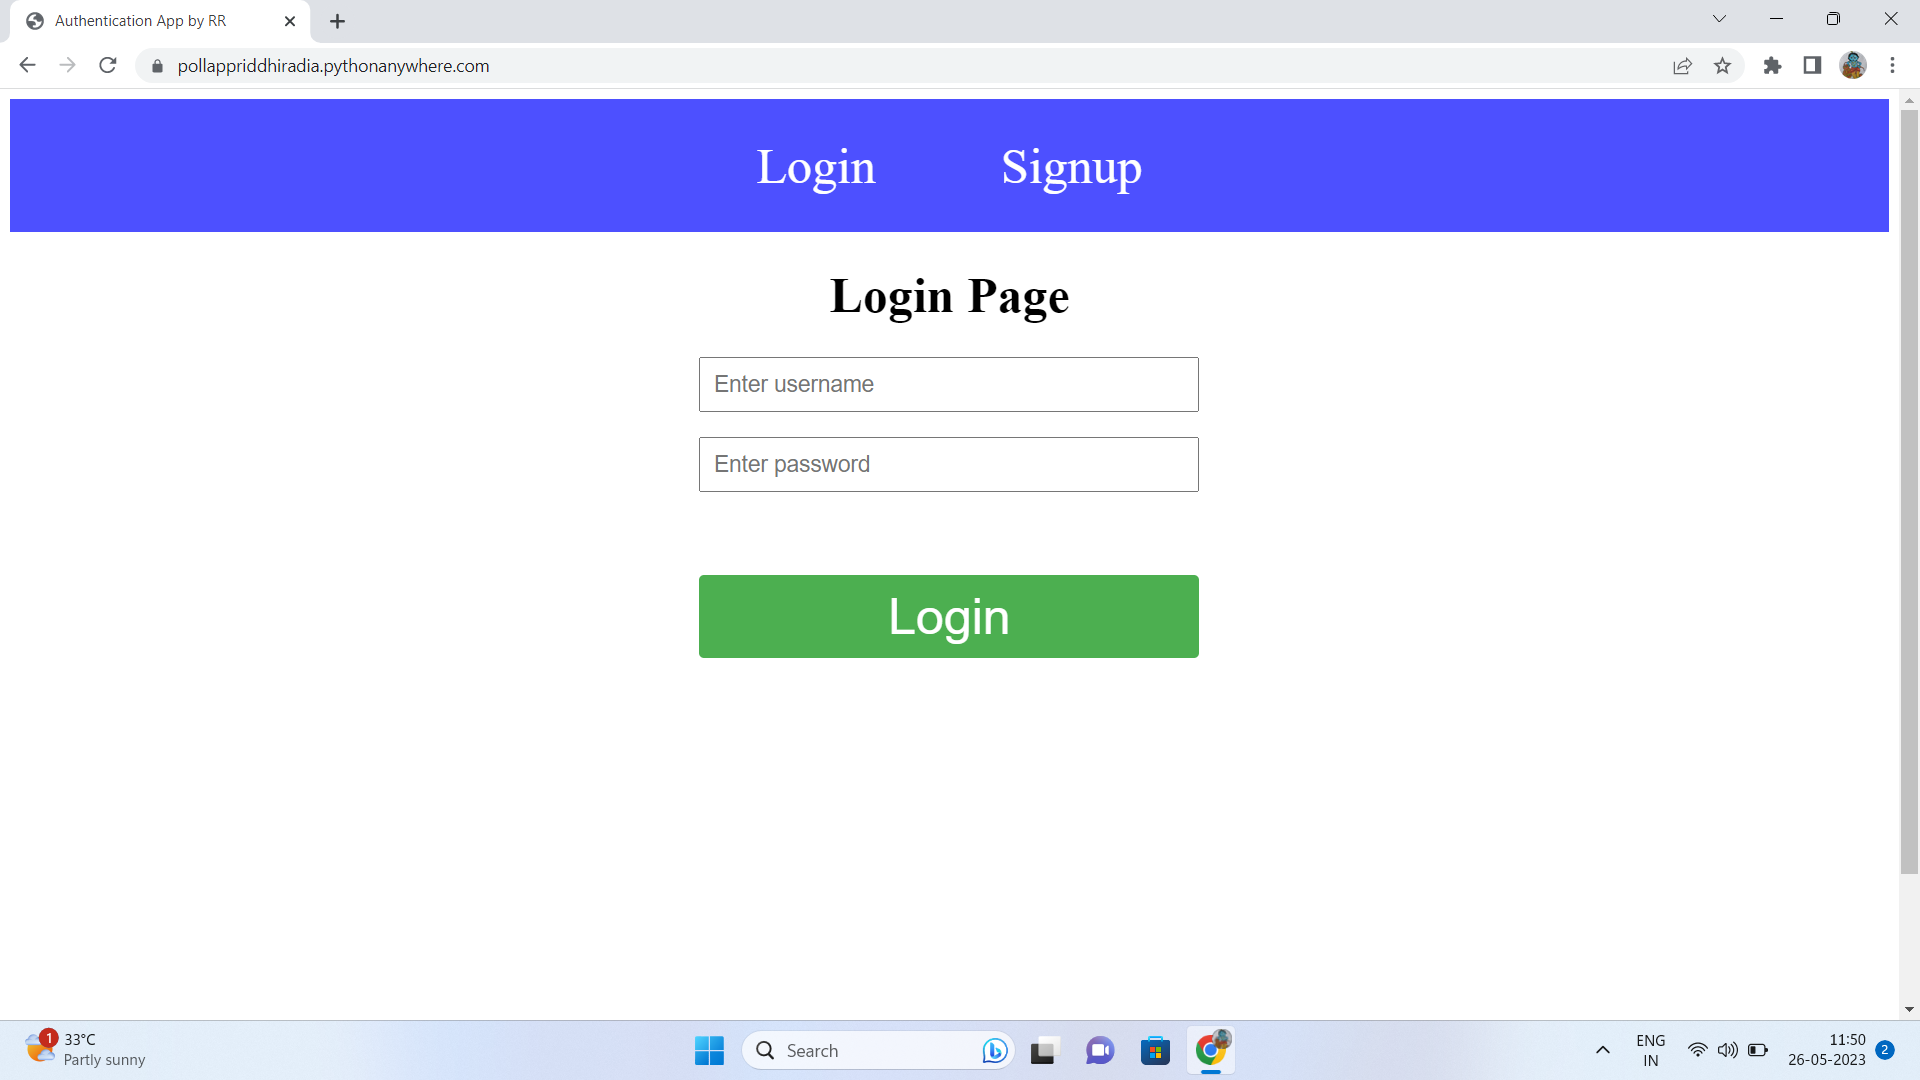 Authentication App by RR
pollappriddhiradia.pythonanywhere.com
Login Signup
Login Page
Enter username
Enter password
Login
1
33°C
Partly sunny
Search
ENG
IN
11:50
26-05-2023
2